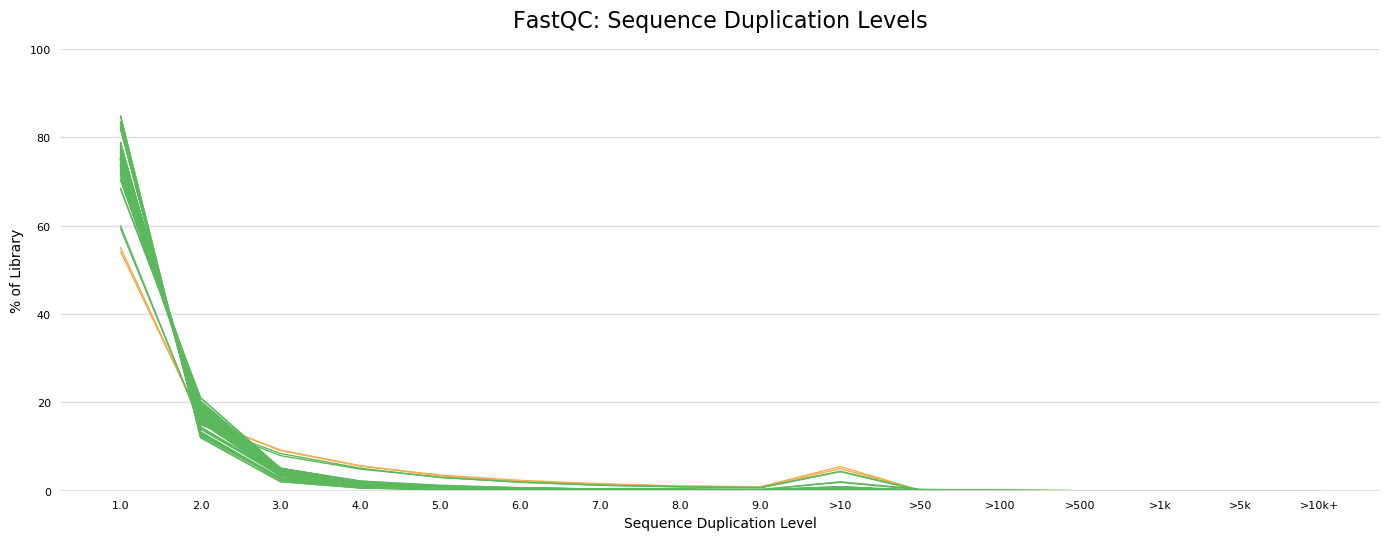 FastQC: Sequence Duplication Levels
100
80
60
40
20
0
% of Library
1.0 2.0 3.0 4.0 5.0 6.0 7.0 8.0 9.0 >10 >50 >100 >500 >1k >5k >10k+
Sequence Duplication Level